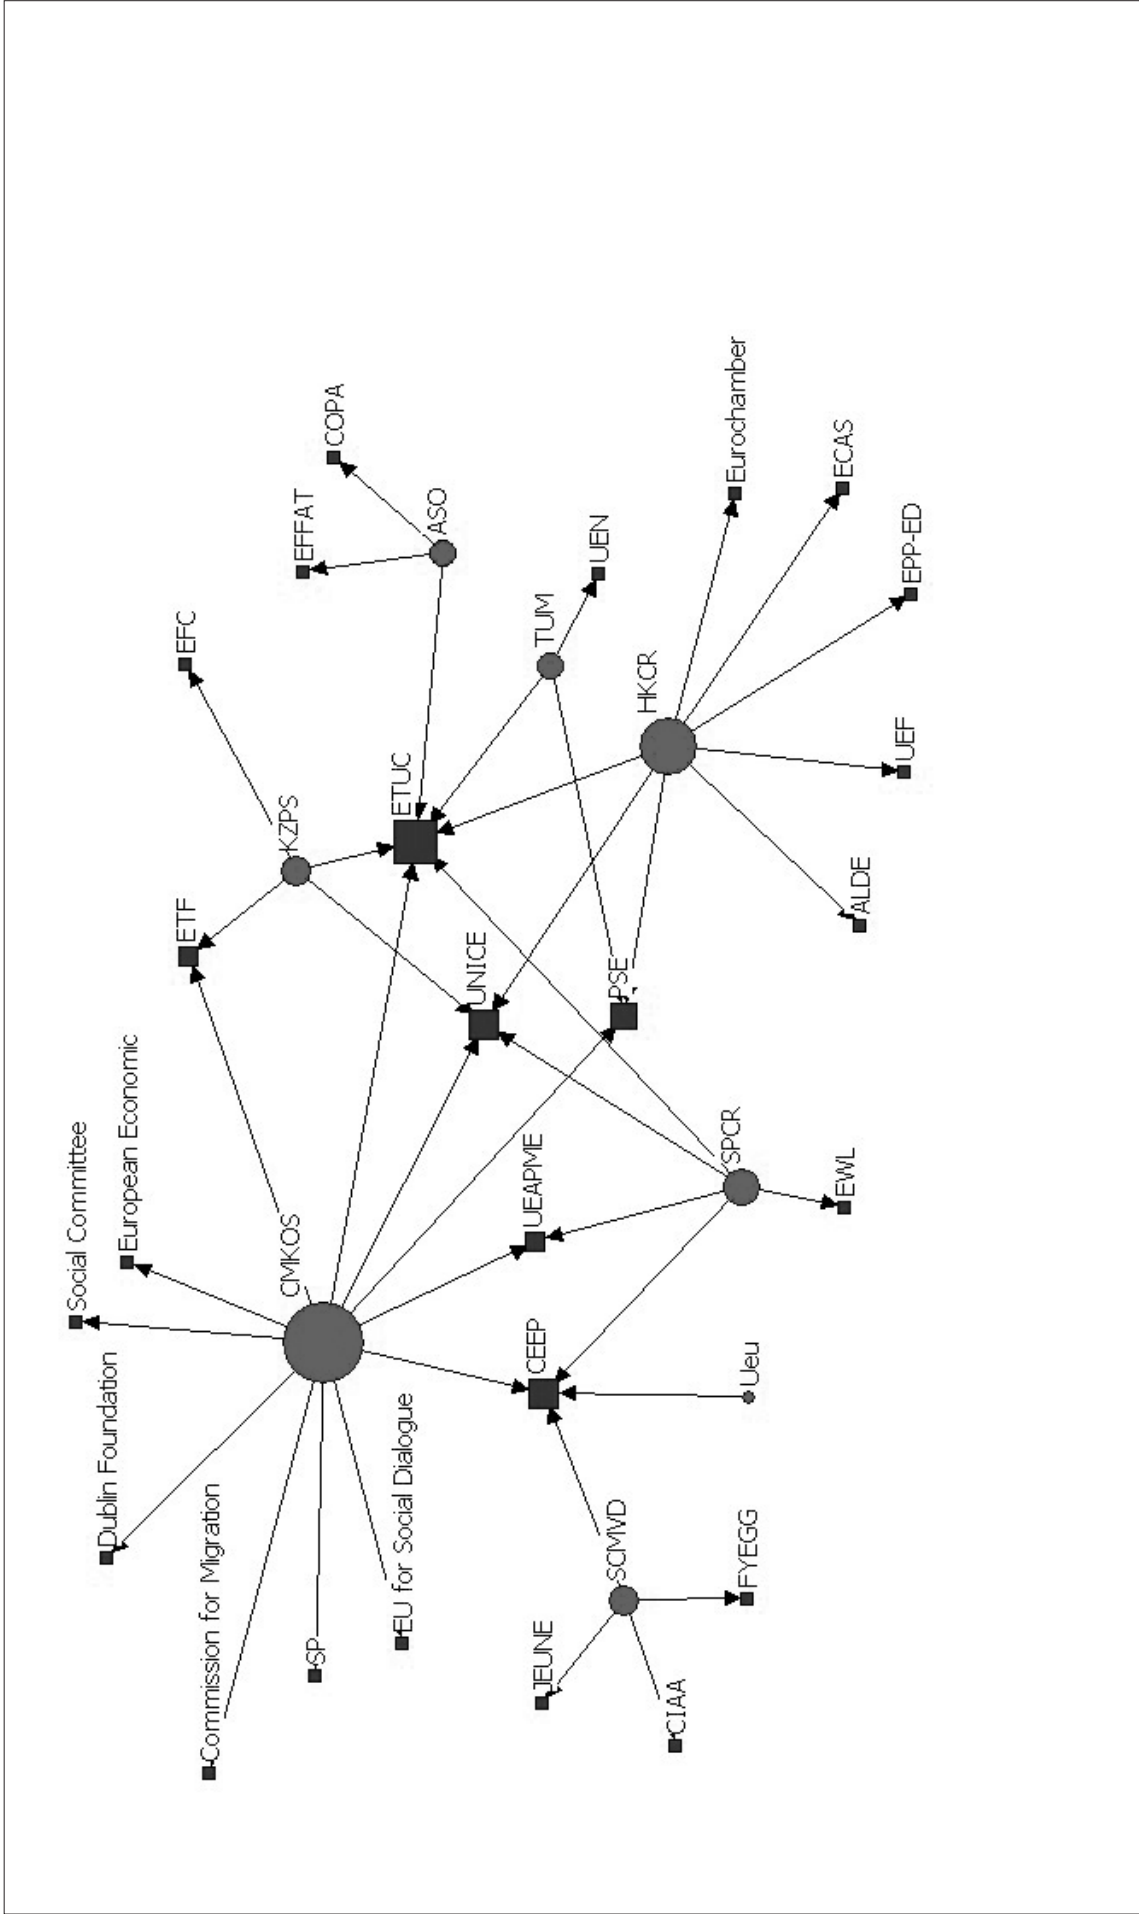 Social Committee
European Economic
Dublin Foundation
Commission for Migration
SP
EU for Social Dialogue
CMKOS
ETF
EFC
KZPS
EFFAT
COPA
ASO
ETUC
UNICE
UEAPME
CEEP
PSE
TUM
UEN
HKCR
Eurochamber
ECAS
EPP-ED
UEF
ALDE
SPCR
EWL
Ueu
SCMVD
JEUNE
CIAA
FYEGG